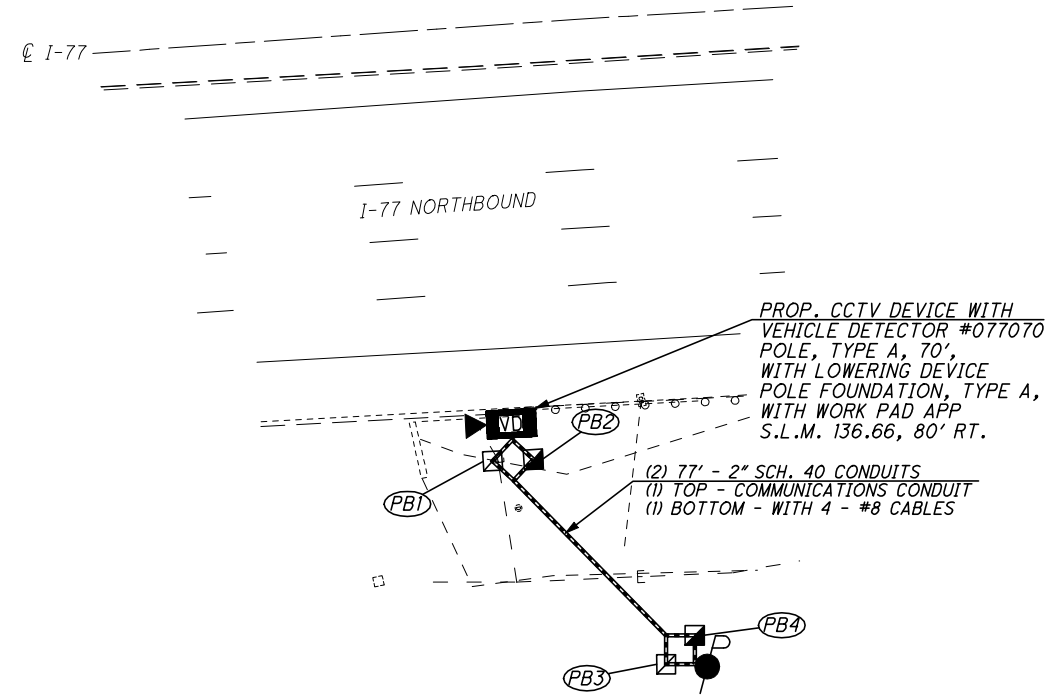 ℄ I-77
I-77 NORTHBOUND
PROP. CCTV DEVICE WITH
VEHICLE DETECTOR #077070
POLE, TYPE A, 70',
WITH LOWERING DEVICE
POLE FOUNDATION, TYPE A,
WITH WORK PAD APP
S.L.M. 136.66, 80' RT.
VD
PB2
(2) 77' - 2" SCH. 40 CONDUITS
(1) TOP - COMMUNICATIONS CONDUIT
(1) BOTTOM - WITH 4 - #8 CABLES
PB1
E
PB4
P
PB3